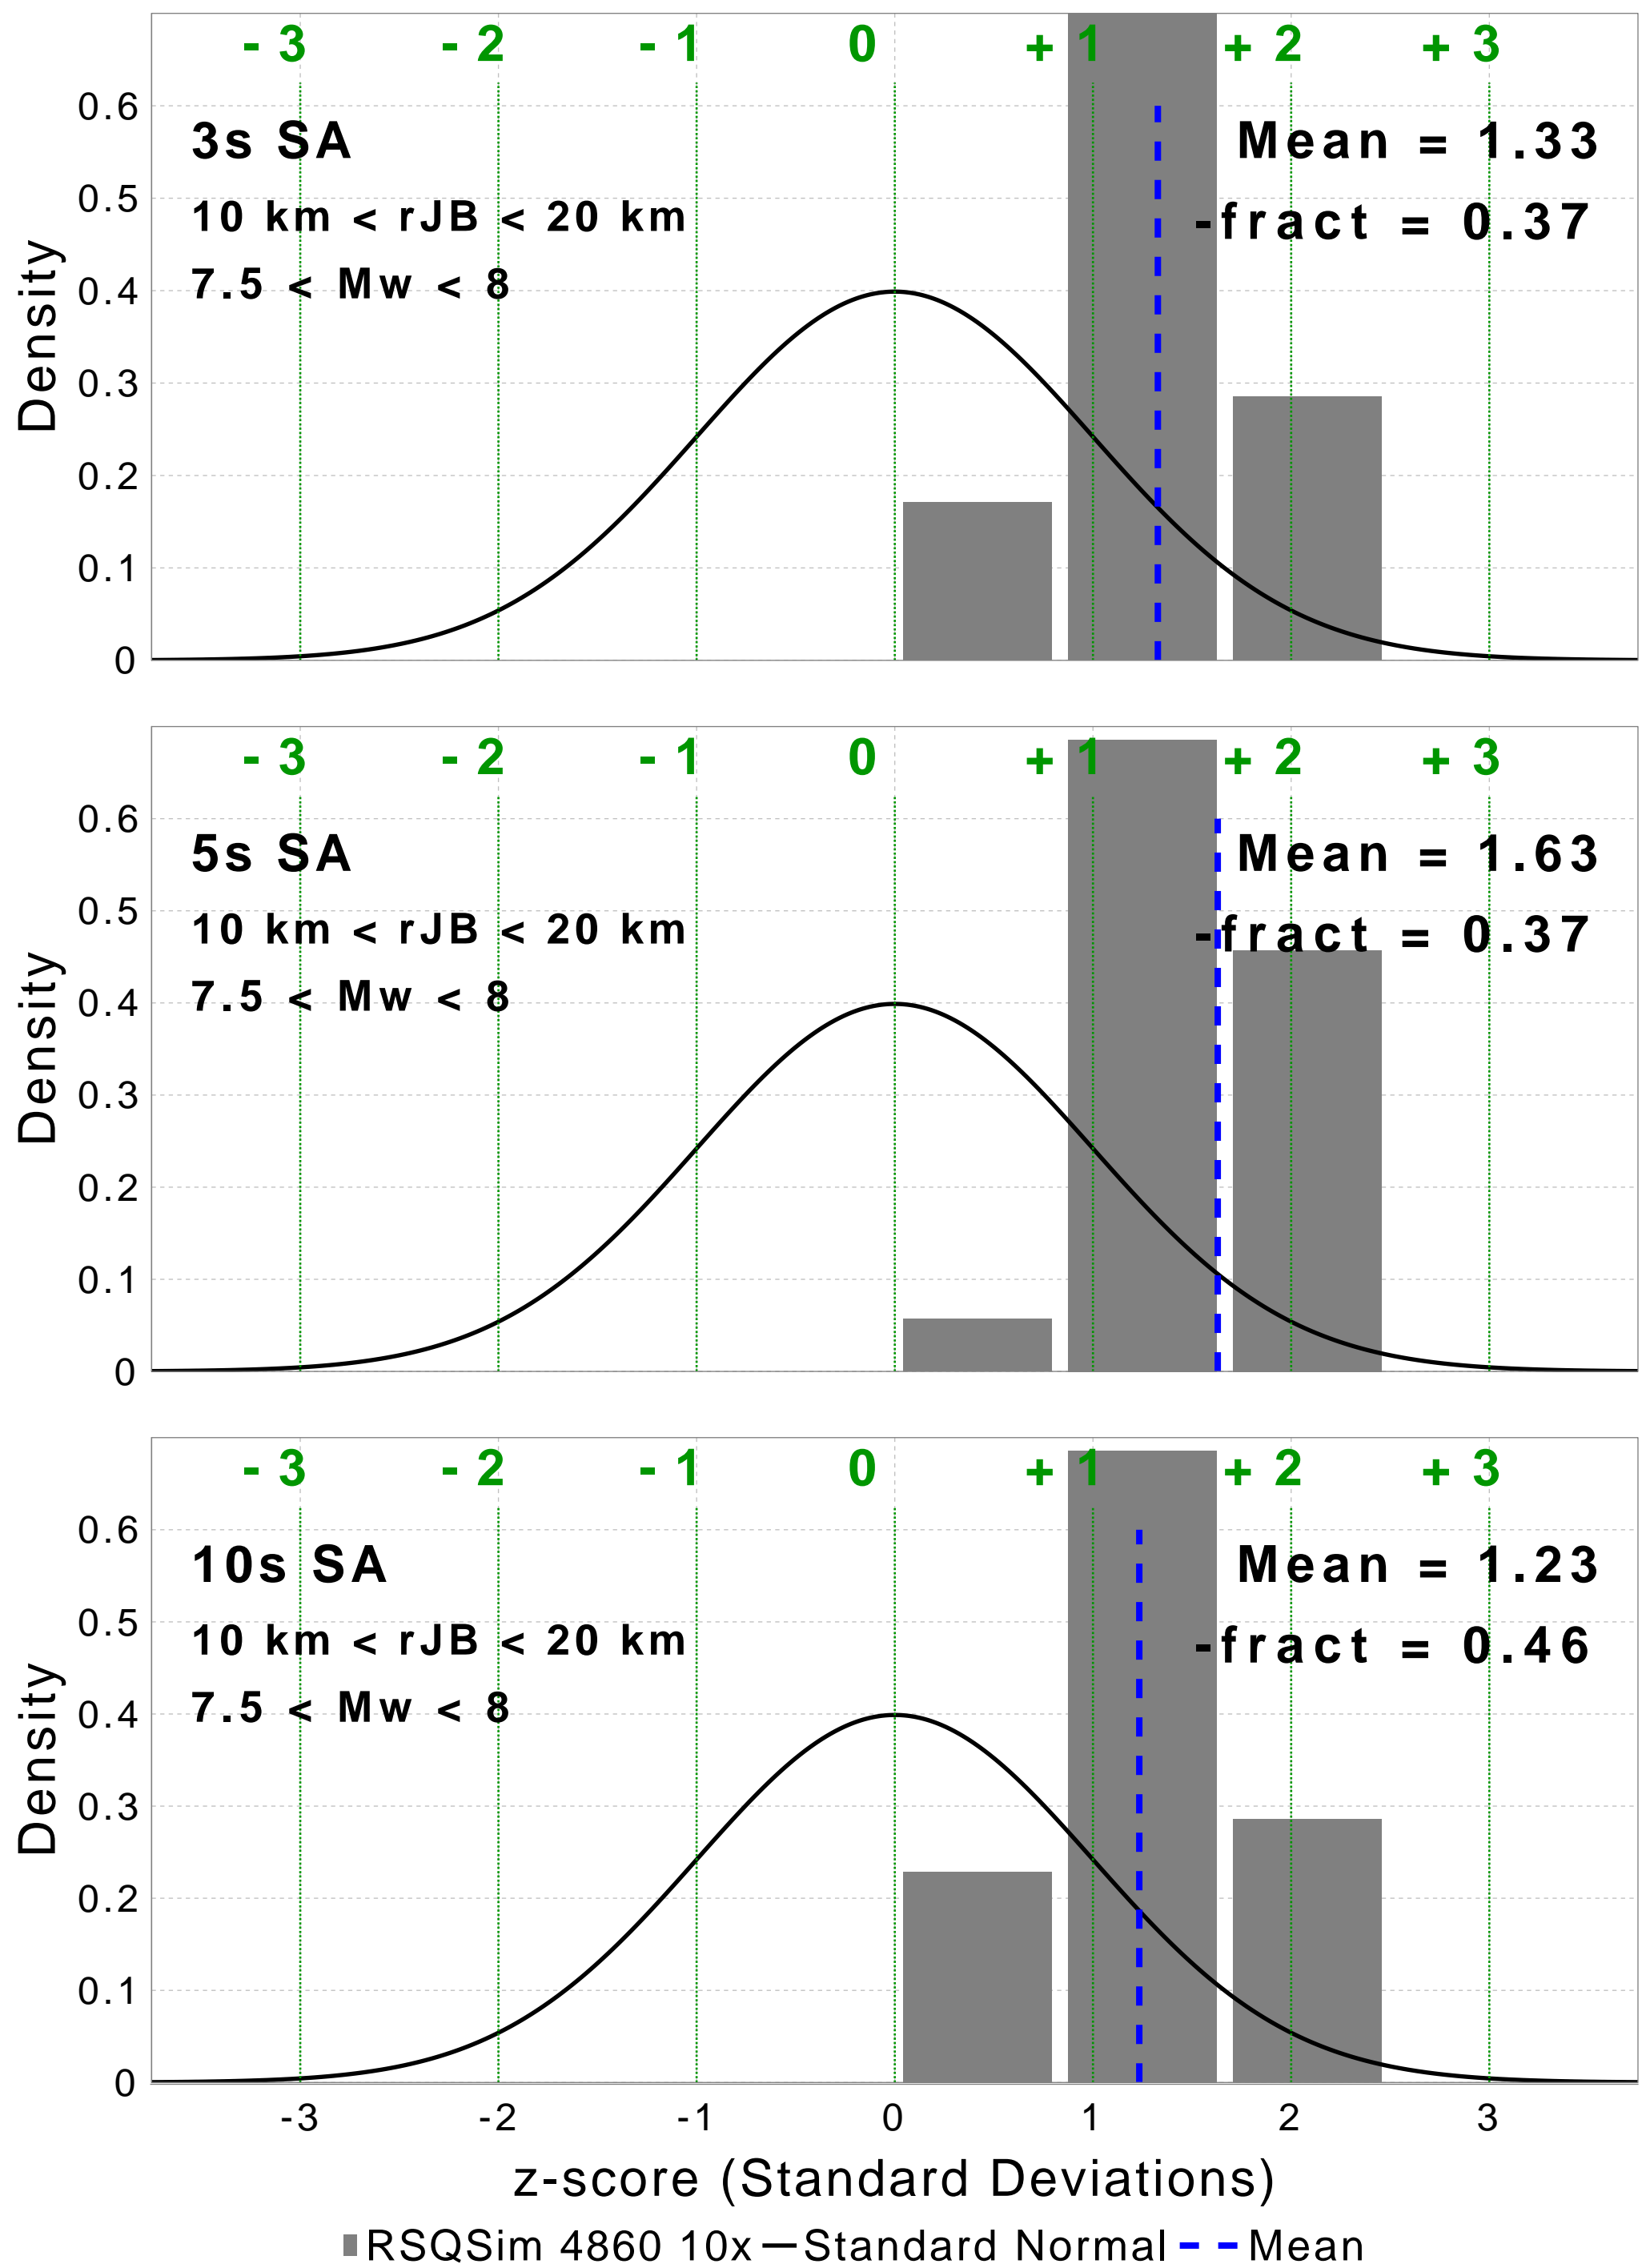 - 3 - 2 - 1 0 + 1 + 2 + 3
0.6
3s SA
Mean = 1.33
0.5
10 km < rJB < 20 km
-fract = 0.37
7.5 < Mw < 8
0.4
0.3
0.2
0.1
0
Density
- 3 - 2 - 1 0 + 1 + 2 + 3
0.6
5s SA
Mean = 1.63
0.5
10 km < rJB < 20 km
-fract = 0.37
7.5 < Mw < 8
0.4
0.3
0.2
0.1
0
Density
- 3 - 2 - 1 0 + 1 + 2 + 3
0.6
10s SA
Mean = 1.23
0.5
10 km < rJB < 20 km
-fract = 0.46
7.5 < Mw < 8
0.4
0.3
0.2
0.1
0
Density
-3 -2 -1 0 1 2 3
z-score (Standard Deviations)
RSQSim 4860 10x Standard Normal Mean